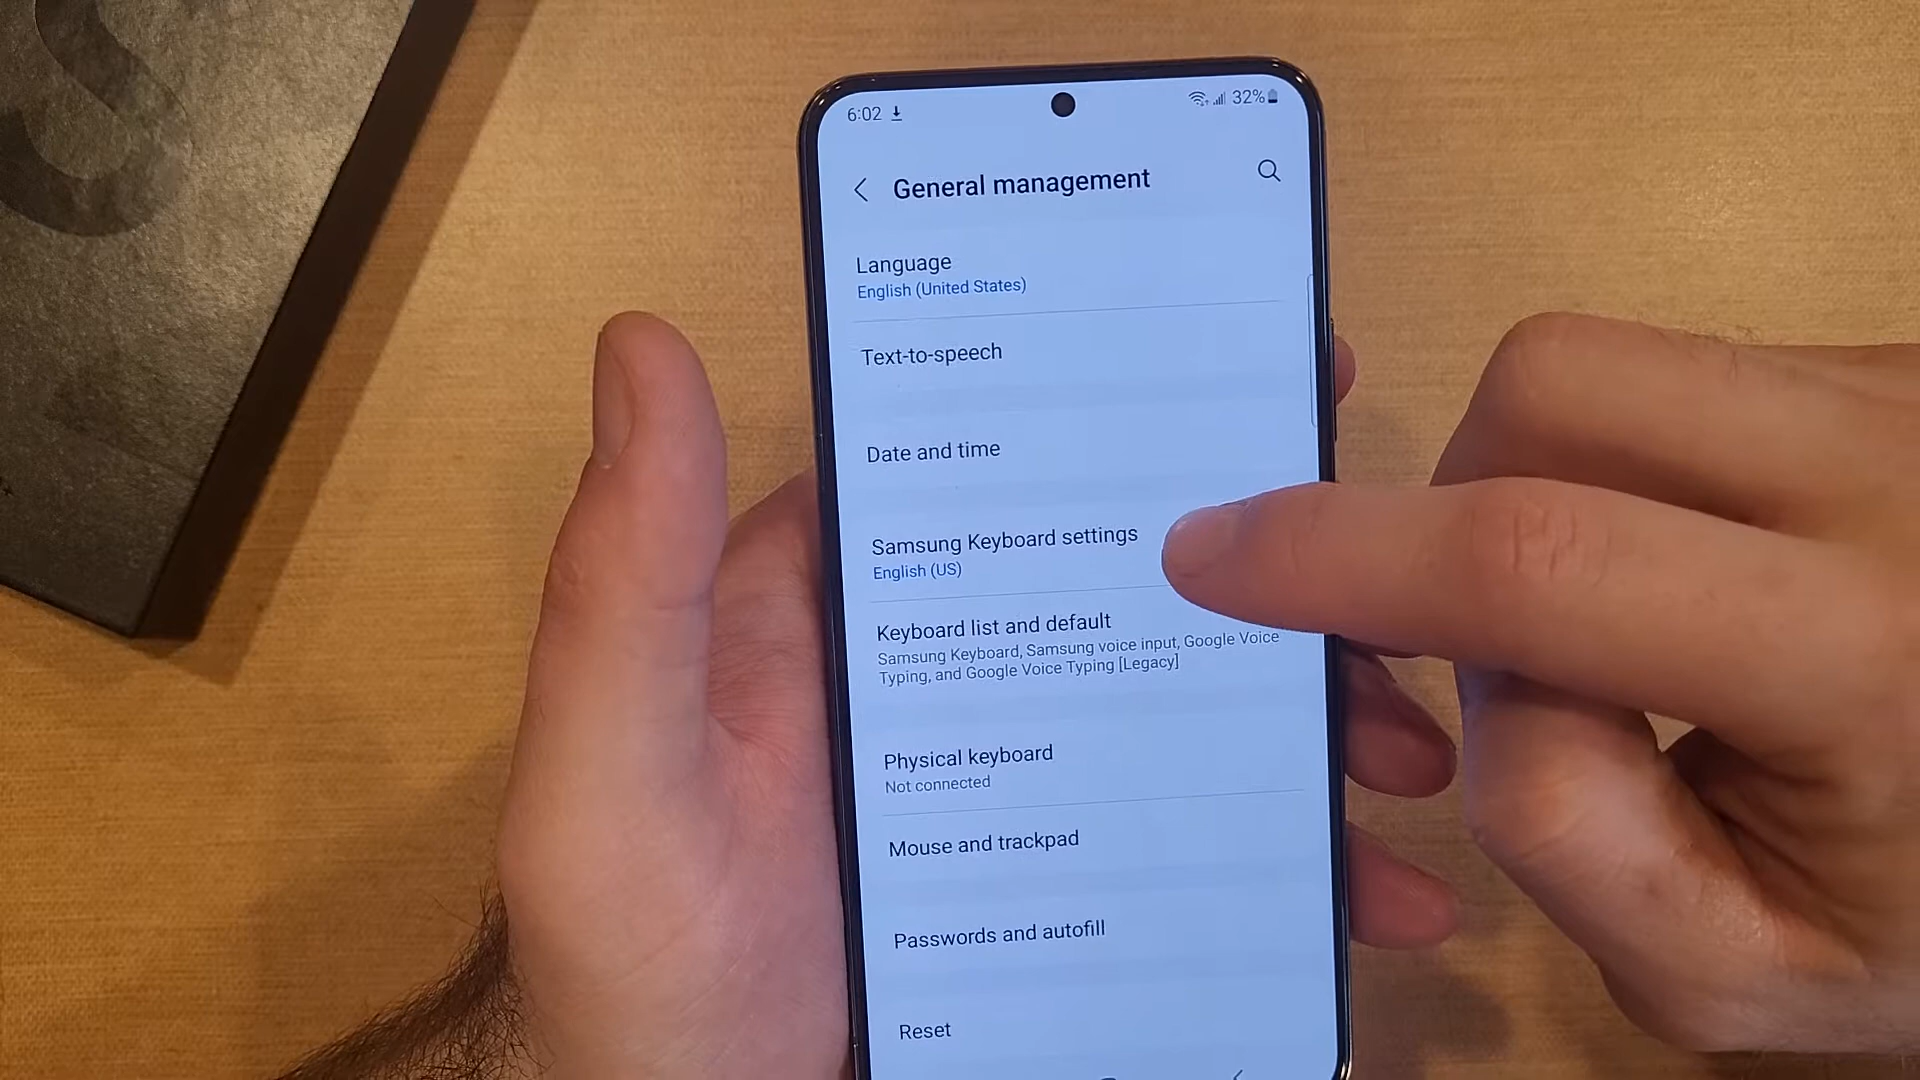 6:02
32%
General management
Language
English (United States)
Text-to-speech
Date and time
Samsung Keyboard settings
English (US)
Keyboard list and default
Samsung Keyboard, Samsung voice input, Google Voice
Typing, and Google Voice Typing [Legacy]
Physical keyboard
Not connected
Mouse and trackpad
Passwords and autofill
Reset
S